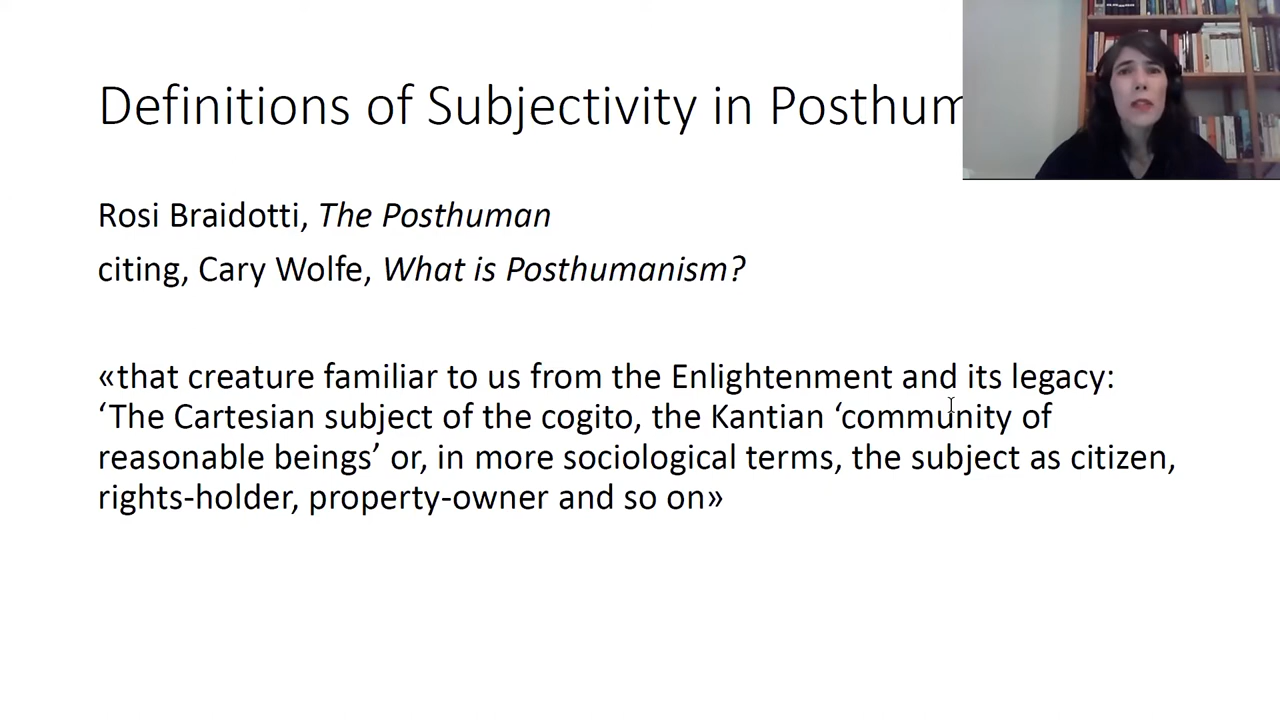 Definitions of Subjectivity in Posthum
Rosi Braidotti, The Posthuman
citing, Cary Wolfe, What is Posthumanism?
«that creature familiar to us from the Enlightenment and its legacy:
‘The Cartesian subject of the cogito, the Kantian ‘community of
reasonable beings’ or, in more sociological terms, the subject as citizen,
rights-holder, property-owner and so on»